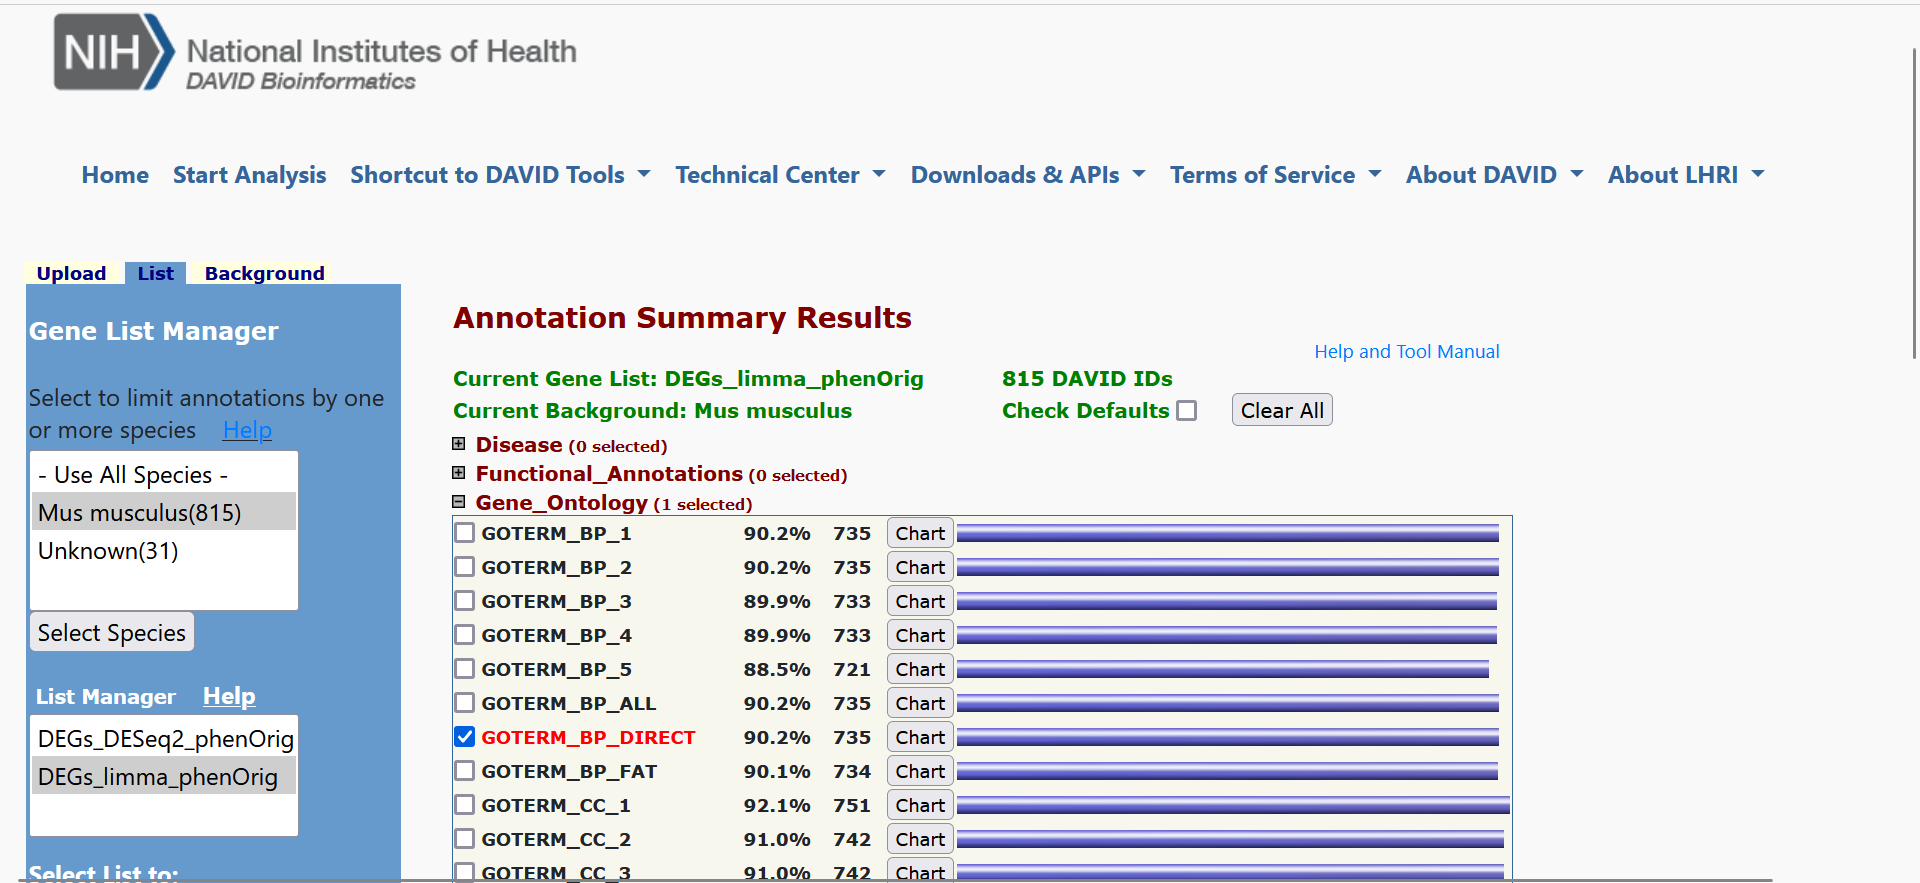 NIH National Institutes of Health
DAVID Bioinformatics
Home Start Analysis Shortcut to DAVID Tools Technical Center Downloads & APIs Terms of Service About DAVID About LHRI
Upload List Background
Gene List Manager
Select to limit annotations by one
or more species Help
- Use All Species -
Mus musculus(815)
Unknown(31)
Select Species
List Manager Help
DEGs_DESeq2_phenOrig
DEGs_limma_phenOrig
Select List to:
Annotation Summary Results
Help and Tool Manual
Current Gene List: DEGs_limma_phenOrig 815 DAVID IDs
Current Background: Mus musculus Check Defaults Clear All
Disease (0 selected)
Functional_Annotations (0 selected)
Gene_Ontology (1 selected)
GOTERM_BP_1 90.2% 735 Chart
GOTERM_BP_2 90.2% 735 Chart
GOTERM_BP_3 89.9% 733 Chart
GOTERM_BP_4 89.9% 733 Chart
GOTERM_BP_5 88.5% 721 Chart
GOTERM_BP_ALL 90.2% 735 Chart
GOTERM_BP_DIRECT 90.2% 735 Chart
GOTERM_BP_FAT 90.1% 734 Chart
GOTERM_CC_1 92.1% 751 Chart
GOTERM_CC_2 91.0% 742 Chart
GOTERM_CC_3 91.0% 742 Chart